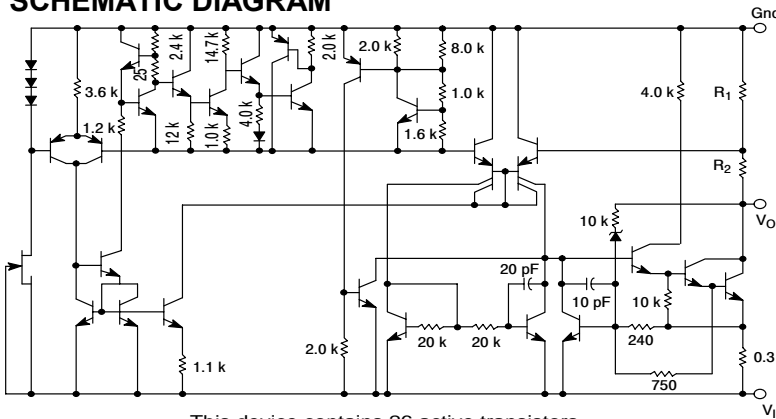 SCHEMATIC DIAGRAM
Gnd
25
2.4 k
14.7 k
2.0 k
2.0 k
8.0 k
3.6 k
4.0 k
1.0 k
4.0 k
R1
1.2 k
12 k
1.0 k
1.6 k
R2
10 k
VO
20 pF
10 pF
10 k
20 k
20 k
240
2.0 k
1.1 k
0.3
750
VI
This device contains 26 active transistors